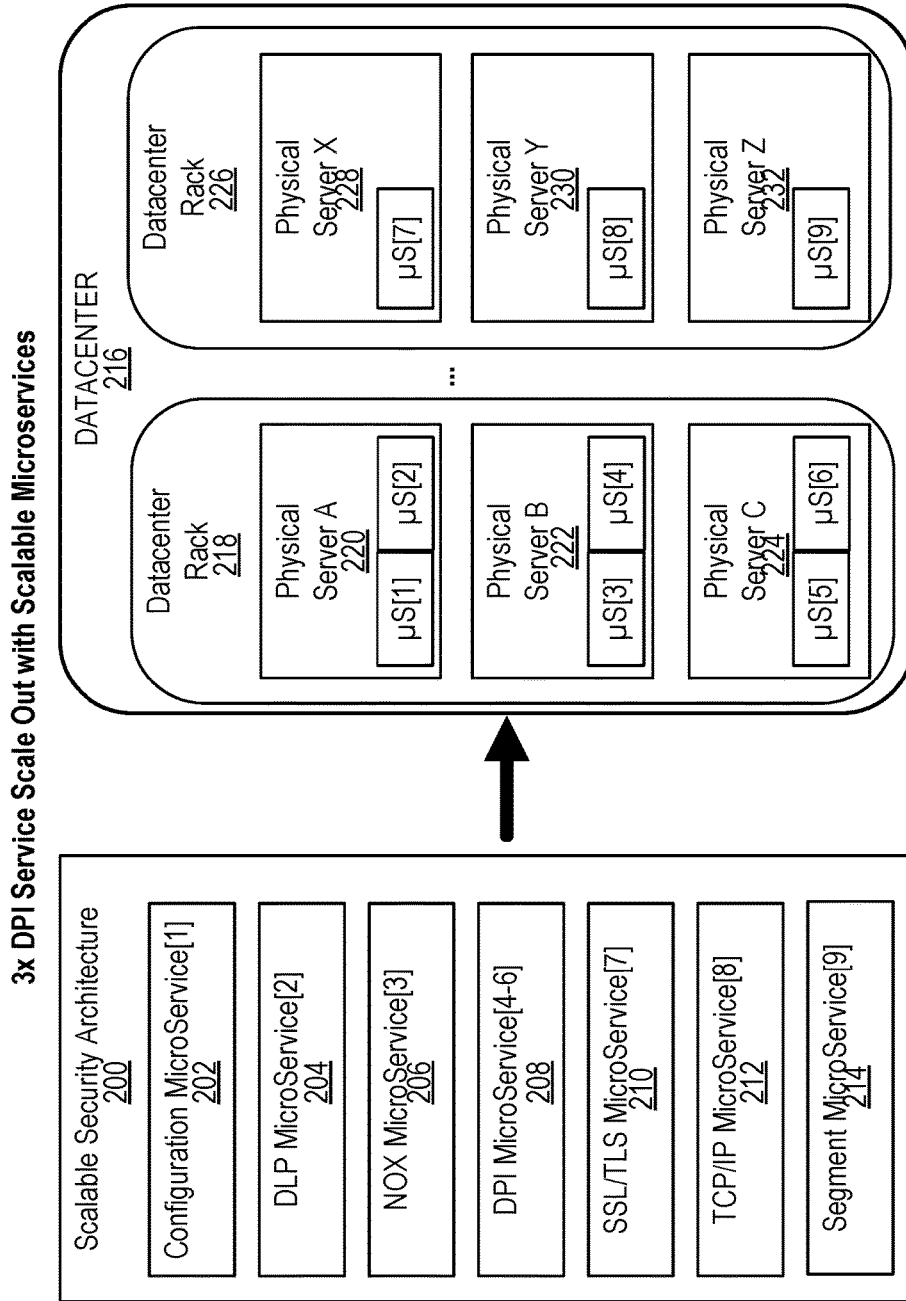 3x DPI Service Scale Out with Scalable Microservices
Scalable Security Architecture
200
Configuration MicroService[1]
202
DLP MicroService[2]
204
NOX MicroService[3]
206
DPI MicroService[4-6]
208
SSL/TLS MicroService[7]
210
TCP/IP MicroService[8]
212
Segment MicroService[9]
214
DATACENTER
216
Datacenter
Rack
218
Physical
Server A
220
µS[1]
µS[2]
Physical
Server B
222
µS[3]
µS[4]
Physical
Server C
224
µS[5]
µS[6]
...
Datacenter
Rack
226
Physical
Server X
228
µS[7]
Physical
Server Y
230
µS[8]
Physical
Server Z
232
µS[9]